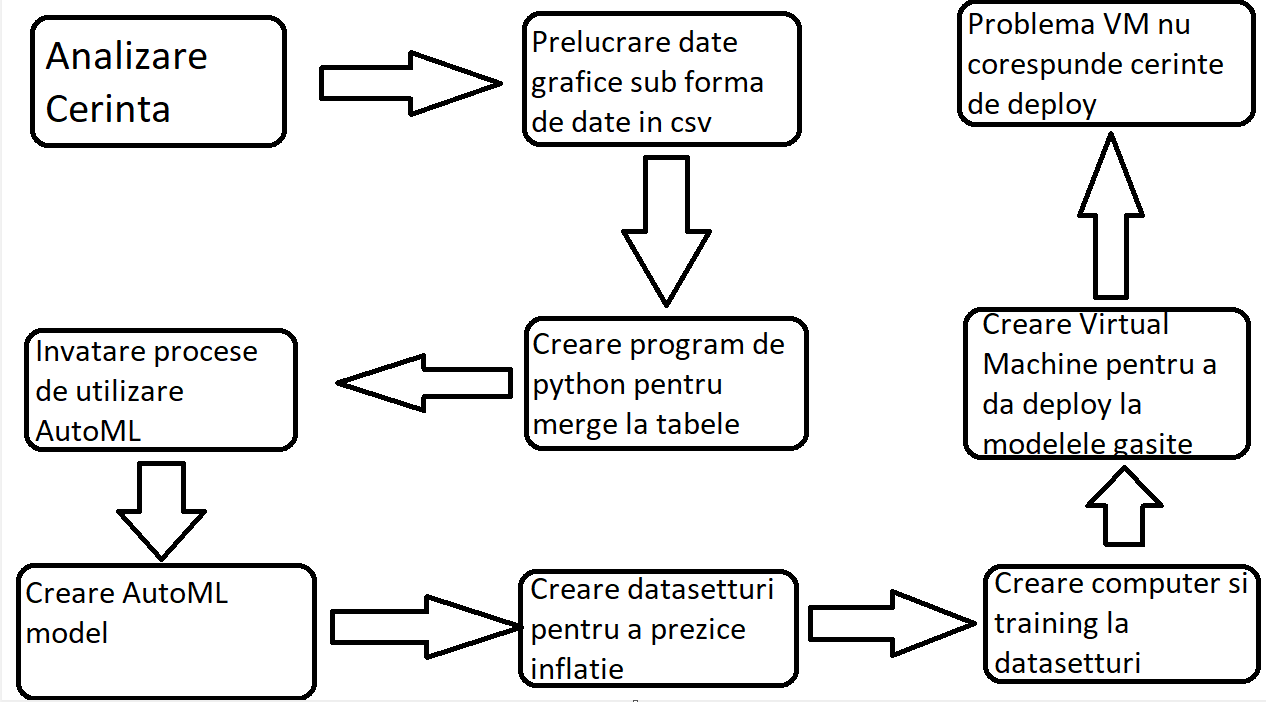 Analizare
Cerinta
Prelucrare date
grafice sub forma
de date in csv
Creare program de
python pentru
merge la tabele
Invatare procese
de utilizare
AutoML
Creare AutoML
model
Creare datasetturi
pentru a prezice
inflatie
Creare computer si
training la
datasetturi
Creare Virtual
Machine pentru a
da deploy la
modelele gasite
Problema VM nu
corespunde cerinte
de deploy